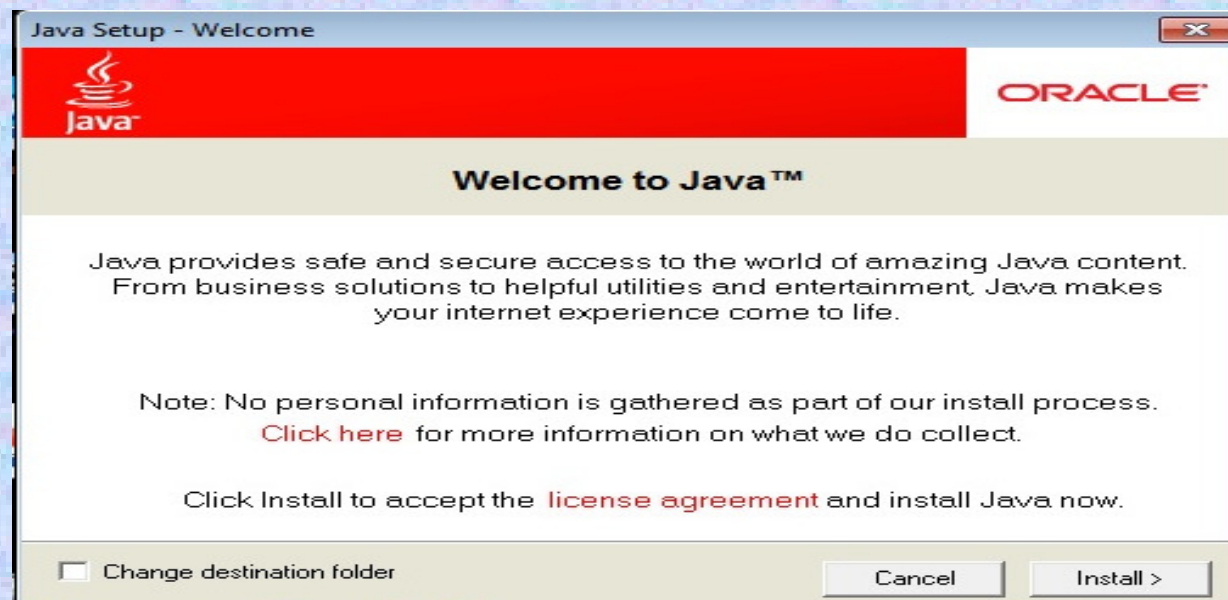 Java Setup - Welcome
Java™
ORACLE®
Welcome to Java™
Java provides safe and secure access to the world of amazing Java content.
From business solutions to helpful utilities and entertainment, Java makes
your internet experience come to life.
Note: No personal information is gathered as part of our install process.
Click here for more information on what we do collect.
Click Install to accept the license agreement and install Java now.
Change destination folder
Cancel
Install >